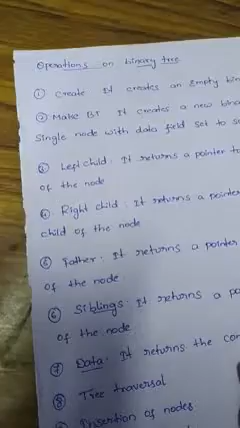 Operations on binary tree
① Create It creates an Empty
② Make BT It creates a new
Single node with data field set to
③ Left child : It returns a pointer
of the node
④ Right child : It returns a pointer
child of the node
⑤ Father : It returns a pointer
of the node
⑥ Siblings : It returns a
of the node
⑦ Data : It returns the
⑧ Tree traversal
Insertion of nodes